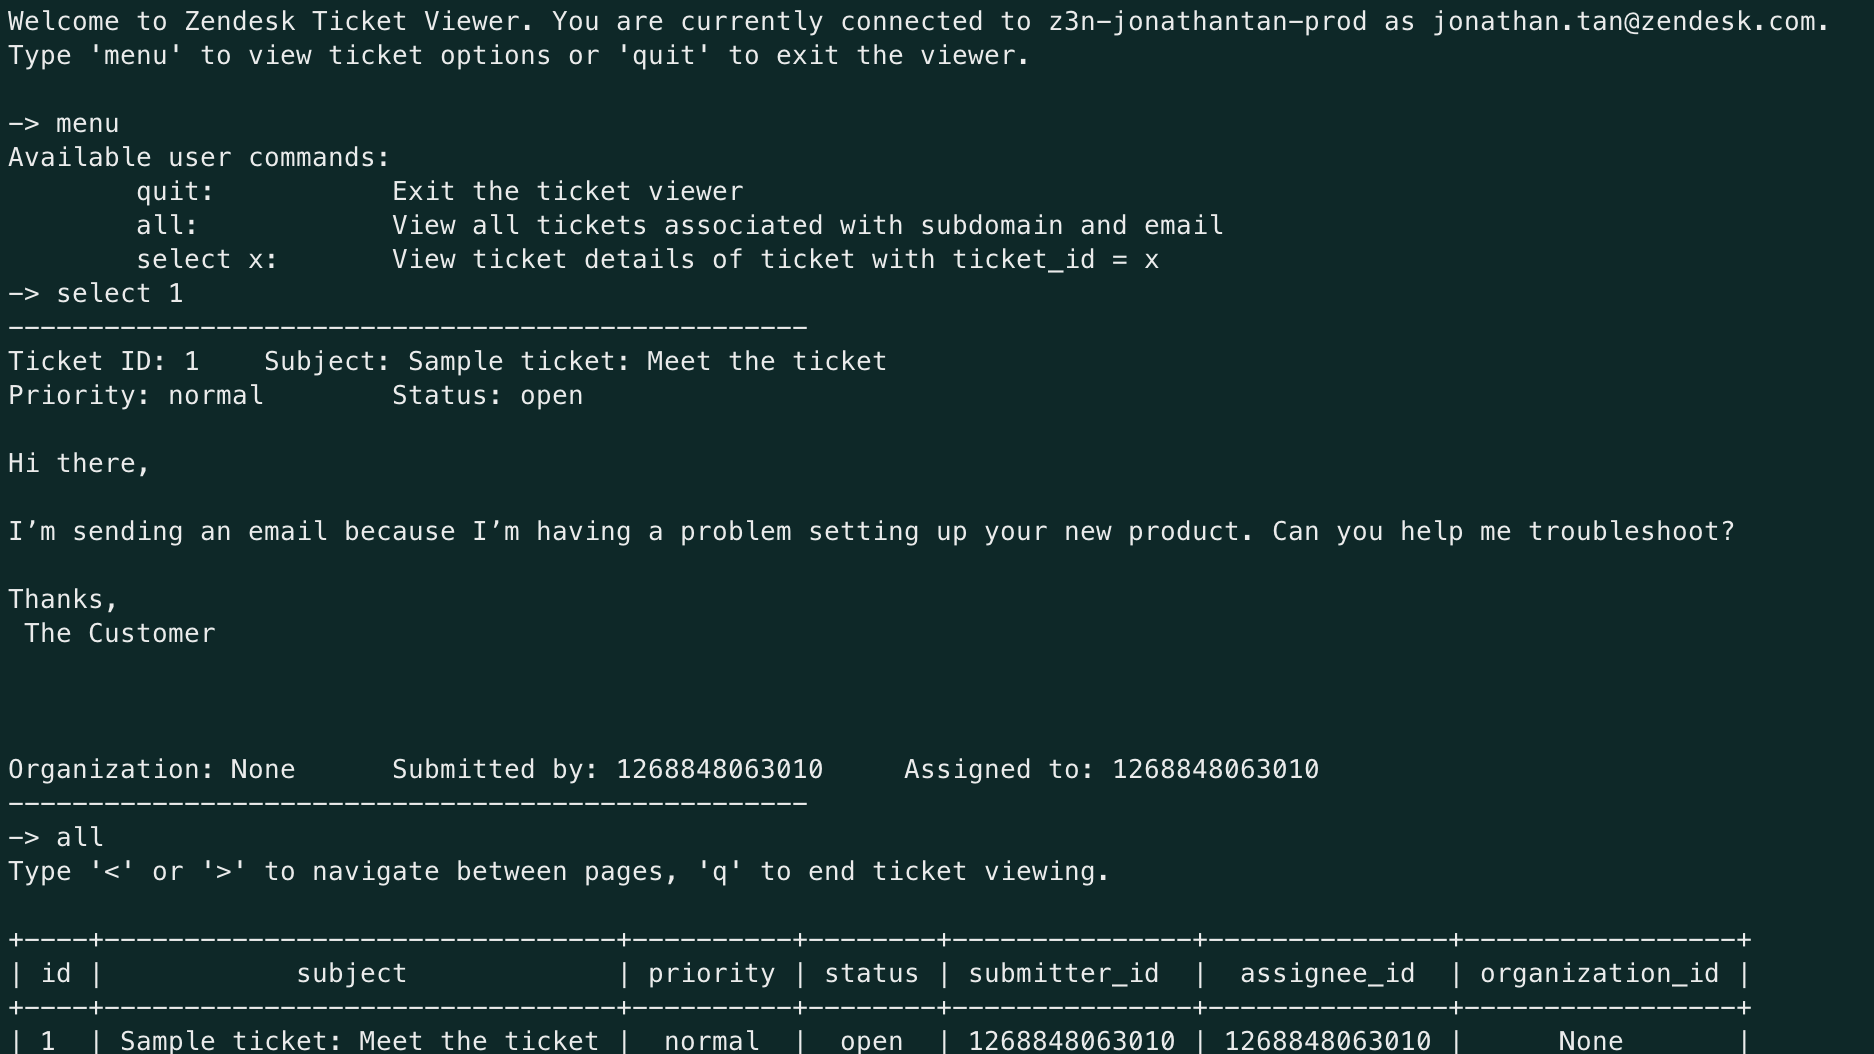 Welcome to Zendesk Ticket Viewer. You are currently connected to z3n-jonathantan-prod as jonathan.tan@zendesk.com.
Type 'menu' to view ticket options or 'quit' to exit the viewer.
-> menu
Available user commands:
quit: Exit the ticket viewer
all: View all tickets associated with subdomain and email
select x: View ticket details of ticket with ticket_id = x
-> select 1
--------------------------------------------------
Ticket ID: 1 Subject: Sample ticket: Meet the ticket
Priority: normal Status: open
Hi there,
I’m sending an email because I’m having a problem setting up your new product. Can you help me troubleshoot?
Thanks,
The Customer
Organization: None Submitted by: 1268848063010 Assigned to: 1268848063010
--------------------------------------------------
-> all
Type '<' or '>' to navigate between pages, 'q' to end ticket viewing.
+----+--------------------------------+----------+--------+---------------+---------------+-----------------+
| id | subject | priority | status | submitter_id | assignee_id | organization_id |
+----+--------------------------------+----------+--------+---------------+---------------+-----------------+
| 1 | Sample ticket: Meet the ticket | normal | open | 1268848063010 | 1268848063010 | None |